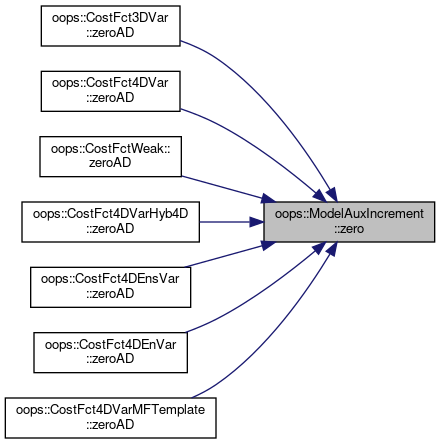 oops::CostFct3DVar
::zeroAD
oops::CostFct4DVar
::zeroAD
oops::CostFctWeak::
zeroAD
oops::CostFct4DVarHyb4D
::zeroAD
oops::ModelAuxIncrement
::zero
oops::CostFct4DEnsVar
::zeroAD
oops::CostFct4DEnVar
::zeroAD
oops::CostFct4DVarMFTemplate
::zeroAD